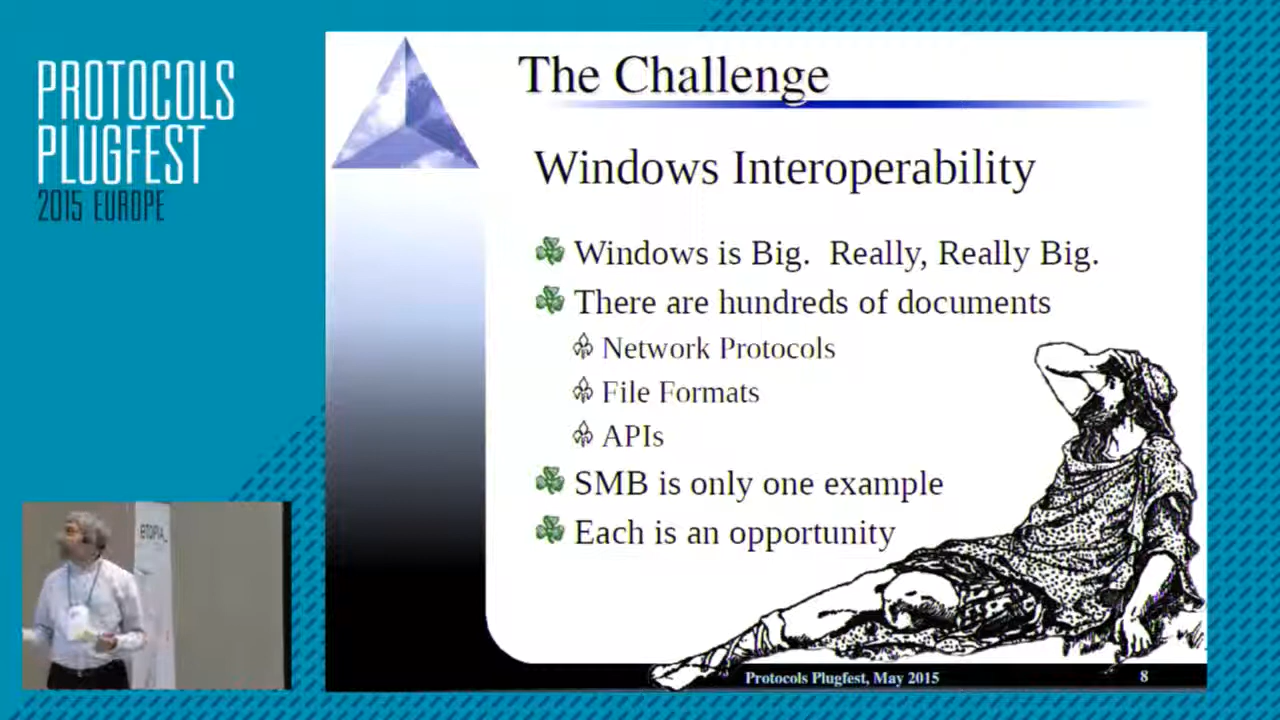 PROTOCOLS
PLUGFEST
2015 EUROPE
The Challenge
Windows Interoperability
Windows is Big.  Really, Really Big.
There are hundreds of documents
Network Protocols
File Formats
APIs
SMB is only one example
Each is an opportunity
ETOPIA_
Protocols Plugfest, May 2015
8